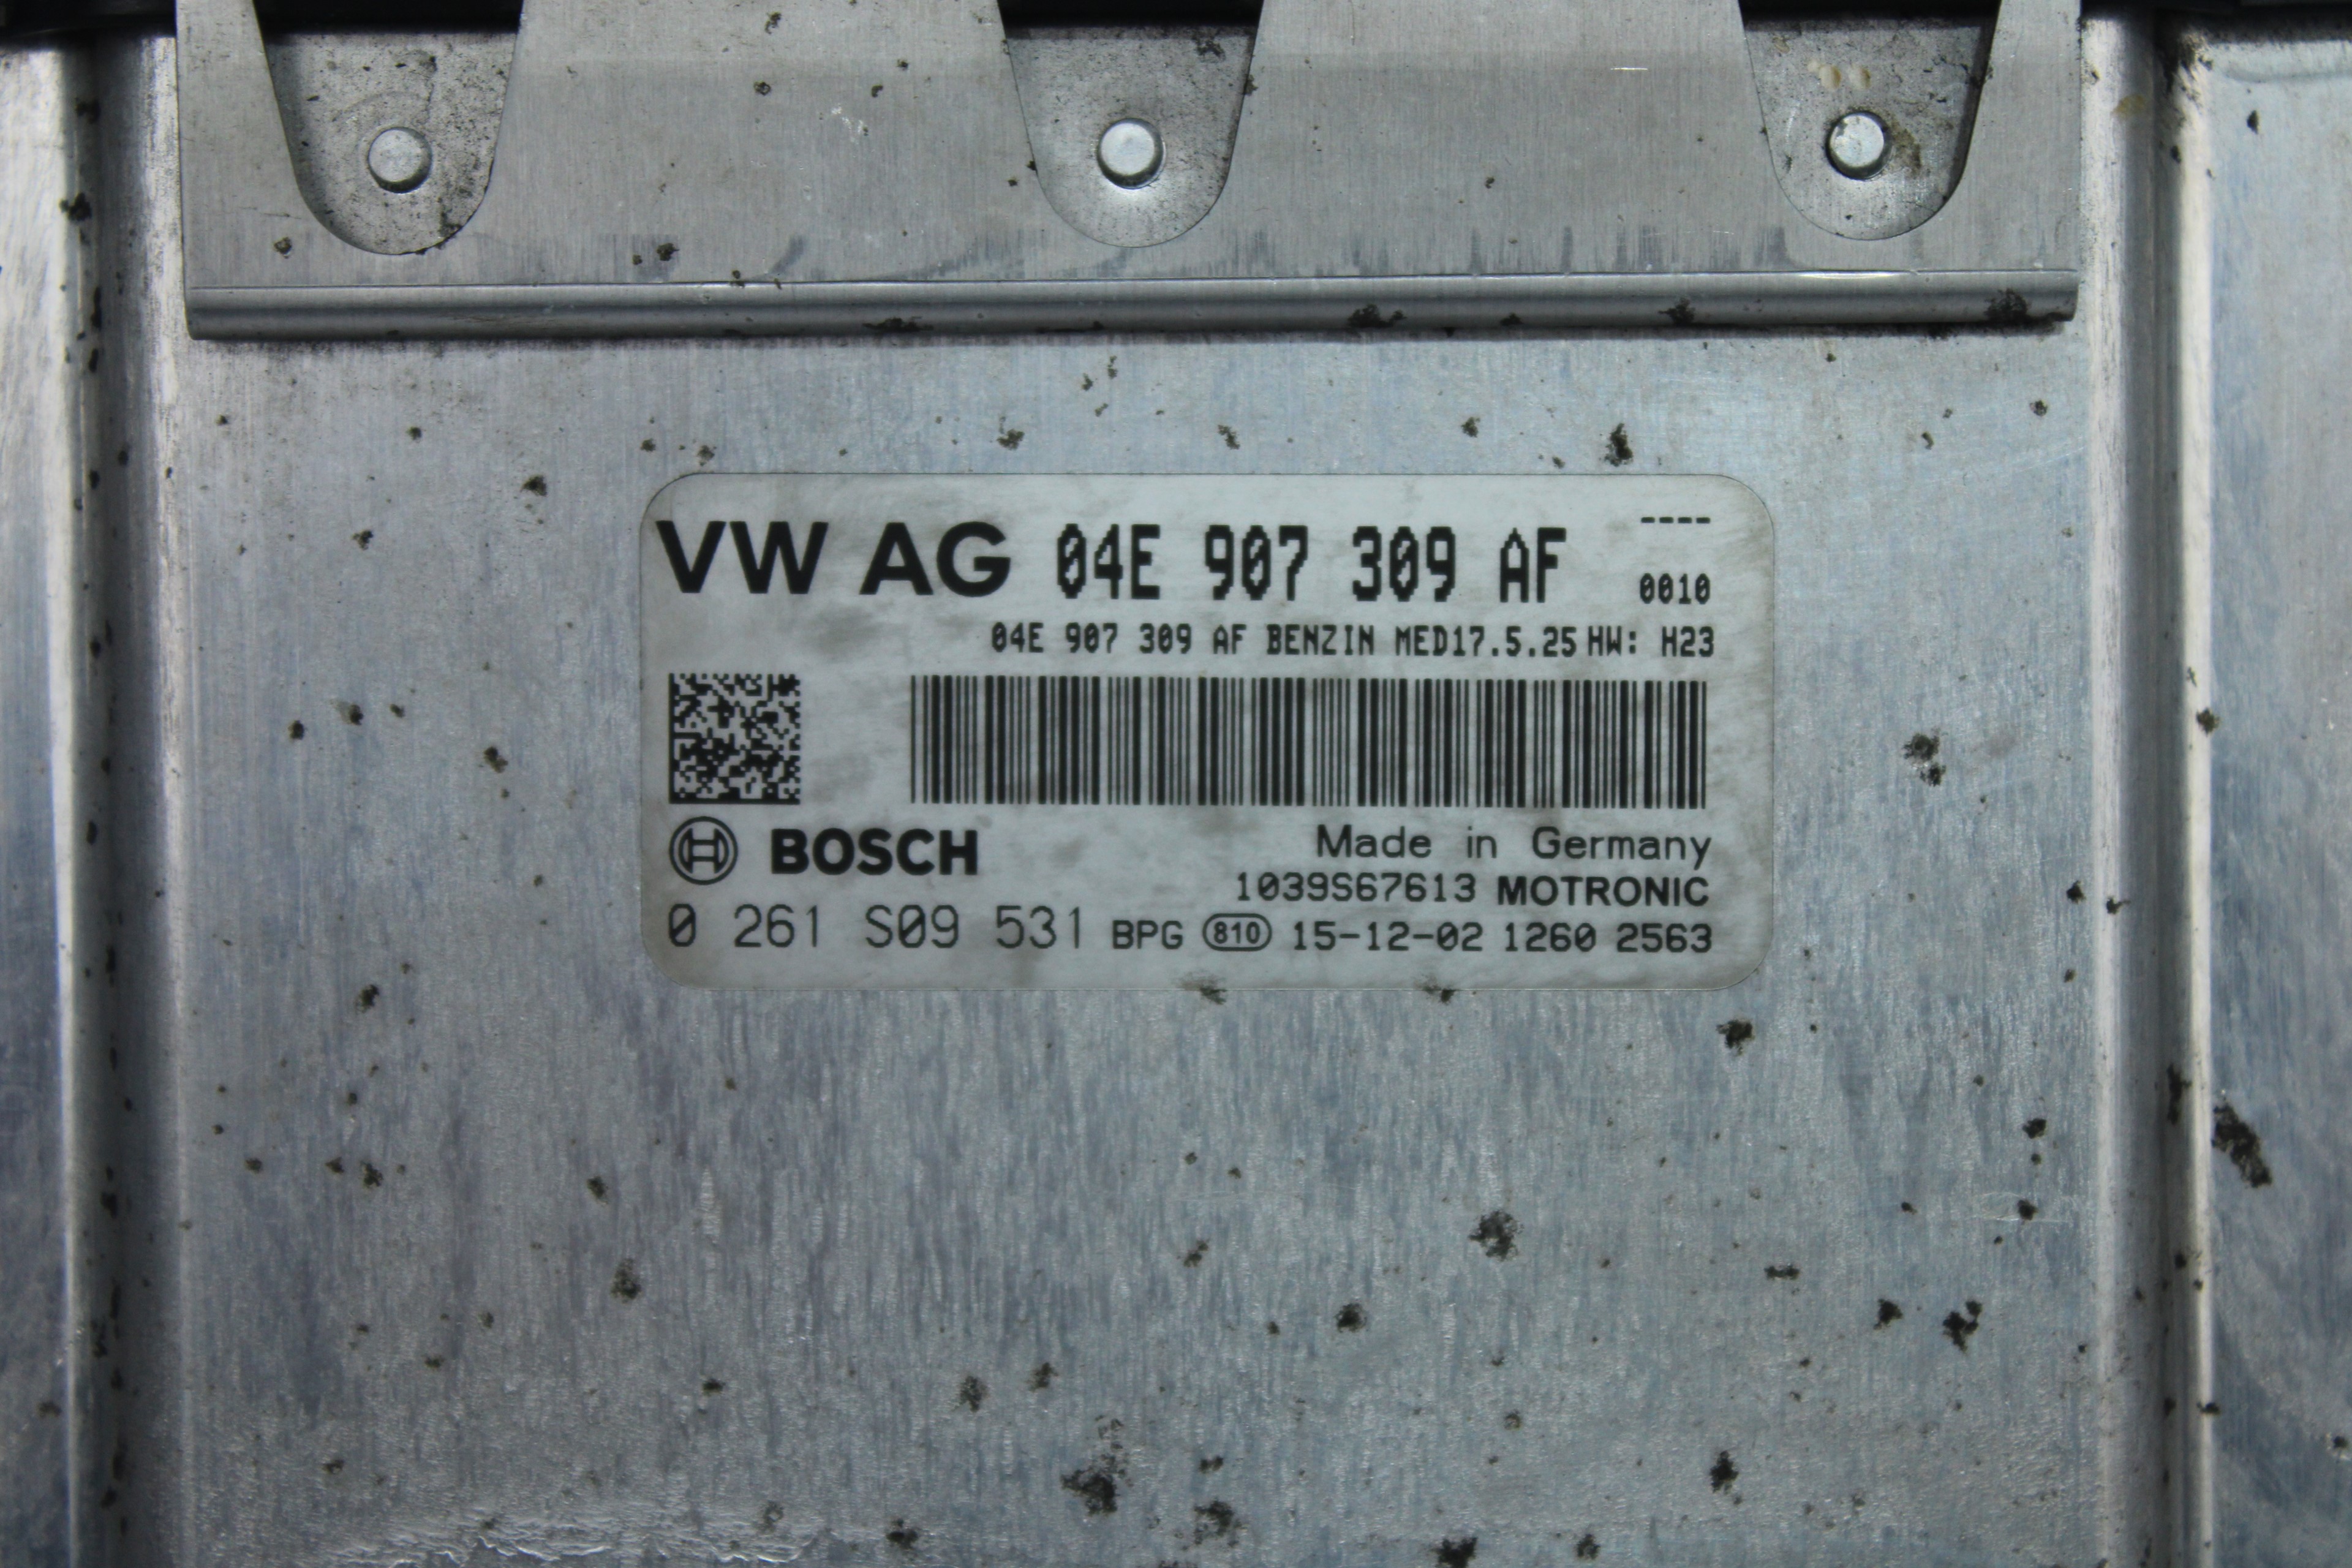 VW AG 04E 907 309 AF ----
0010
04E 907 309 AF BENZIN MED17.5.25 HW: H23
BOSCH Made in Germany
1039S67613 MOTRONIC
0 261 S09 531 BPG 810 15-12-02 1260 2563